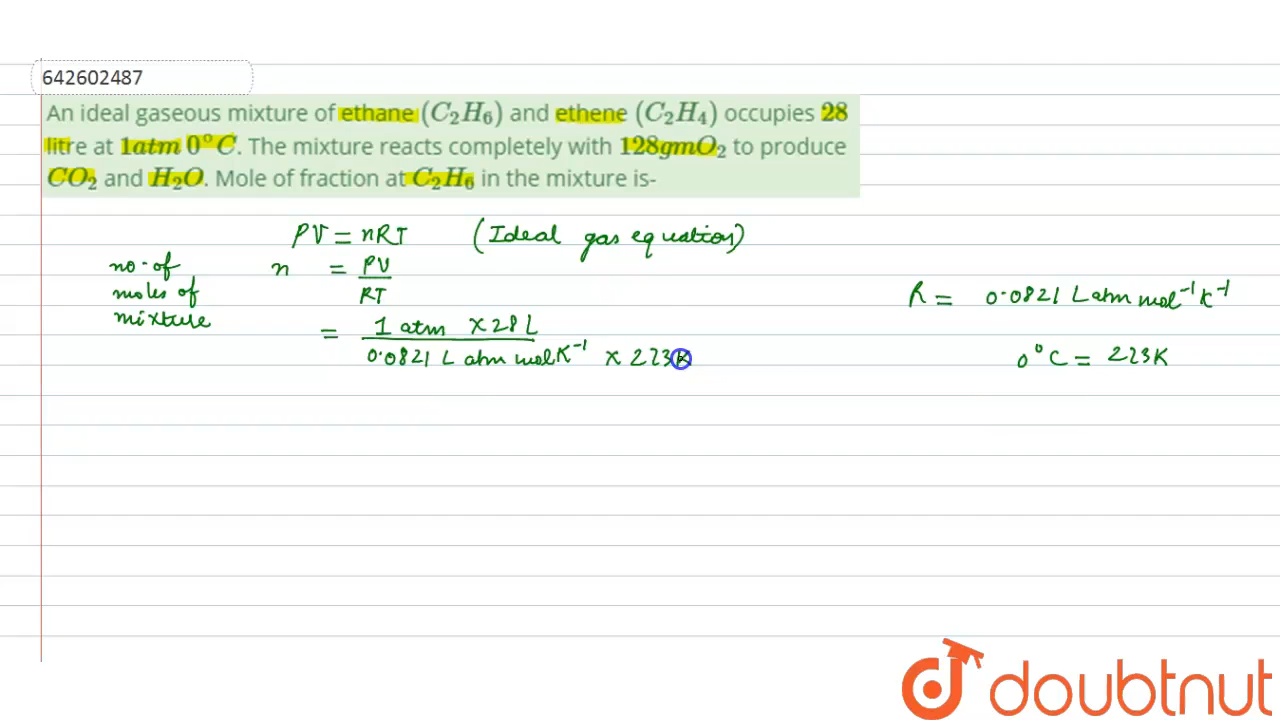 642602487
An ideal gaseous mixture of ethane (C₂H₆) and ethene (C₂H₄) occupies 28
litre at 1atm 0°C. The mixture reacts completely with 128gmO₂ to produce
CO₂ and H₂O. Mole of fraction at C₂H₆ in the mixture is-
PV = nRT (Ideal gas equation)
no. of moles of mixture n = PV/RT
R = 0.0821 L atm mol⁻¹ K⁻¹
= 1 atm × 28 L / 0.0821 L atm mol K⁻¹ × 273K
0°C = 273K
doubtnut